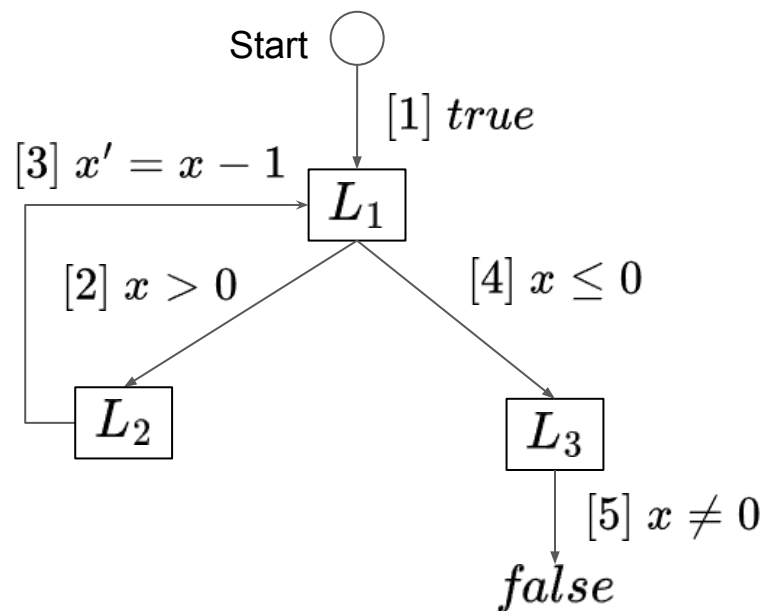 Start
[1] true
[3] x′ = x − 1
L₁
[2] x > 0
[4] x ≤ 0
L₂
L₃
[5] x ≠ 0
false